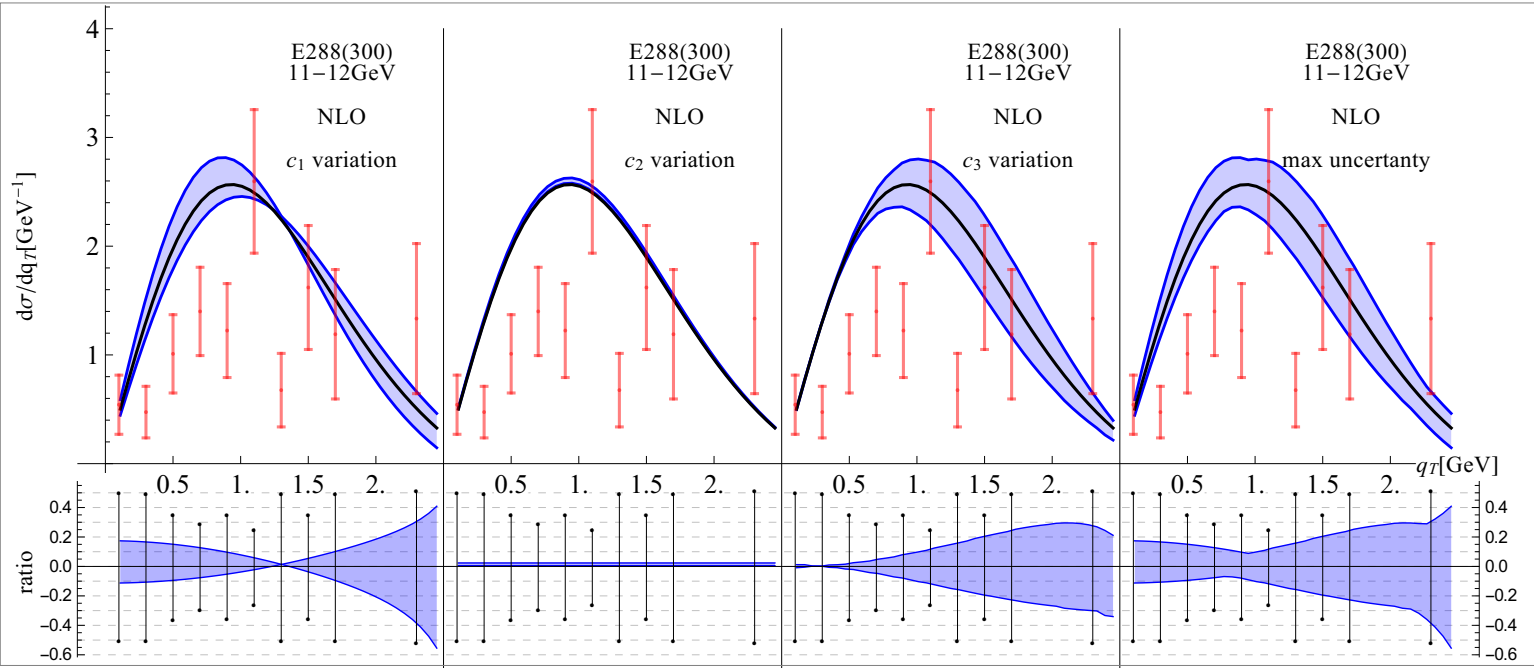 4
3
2
1
dσ/dqT[GeV⁻¹]
E288(300)
11−12GeV
NLO
c₁ variation
E288(300)
11−12GeV
NLO
c₂ variation
E288(300)
11−12GeV
NLO
c₃ variation
E288(300)
11−12GeV
NLO
max uncertanty
qT[GeV]
0.5 1. 1.5 2.
0.5 1. 1.5 2.
0.5 1. 1.5 2.
0.5 1. 1.5 2.
ratio
0.4
0.2
0.0
−0.2
−0.4
−0.6
0.4
0.2
0.0
−0.2
−0.4
−0.6